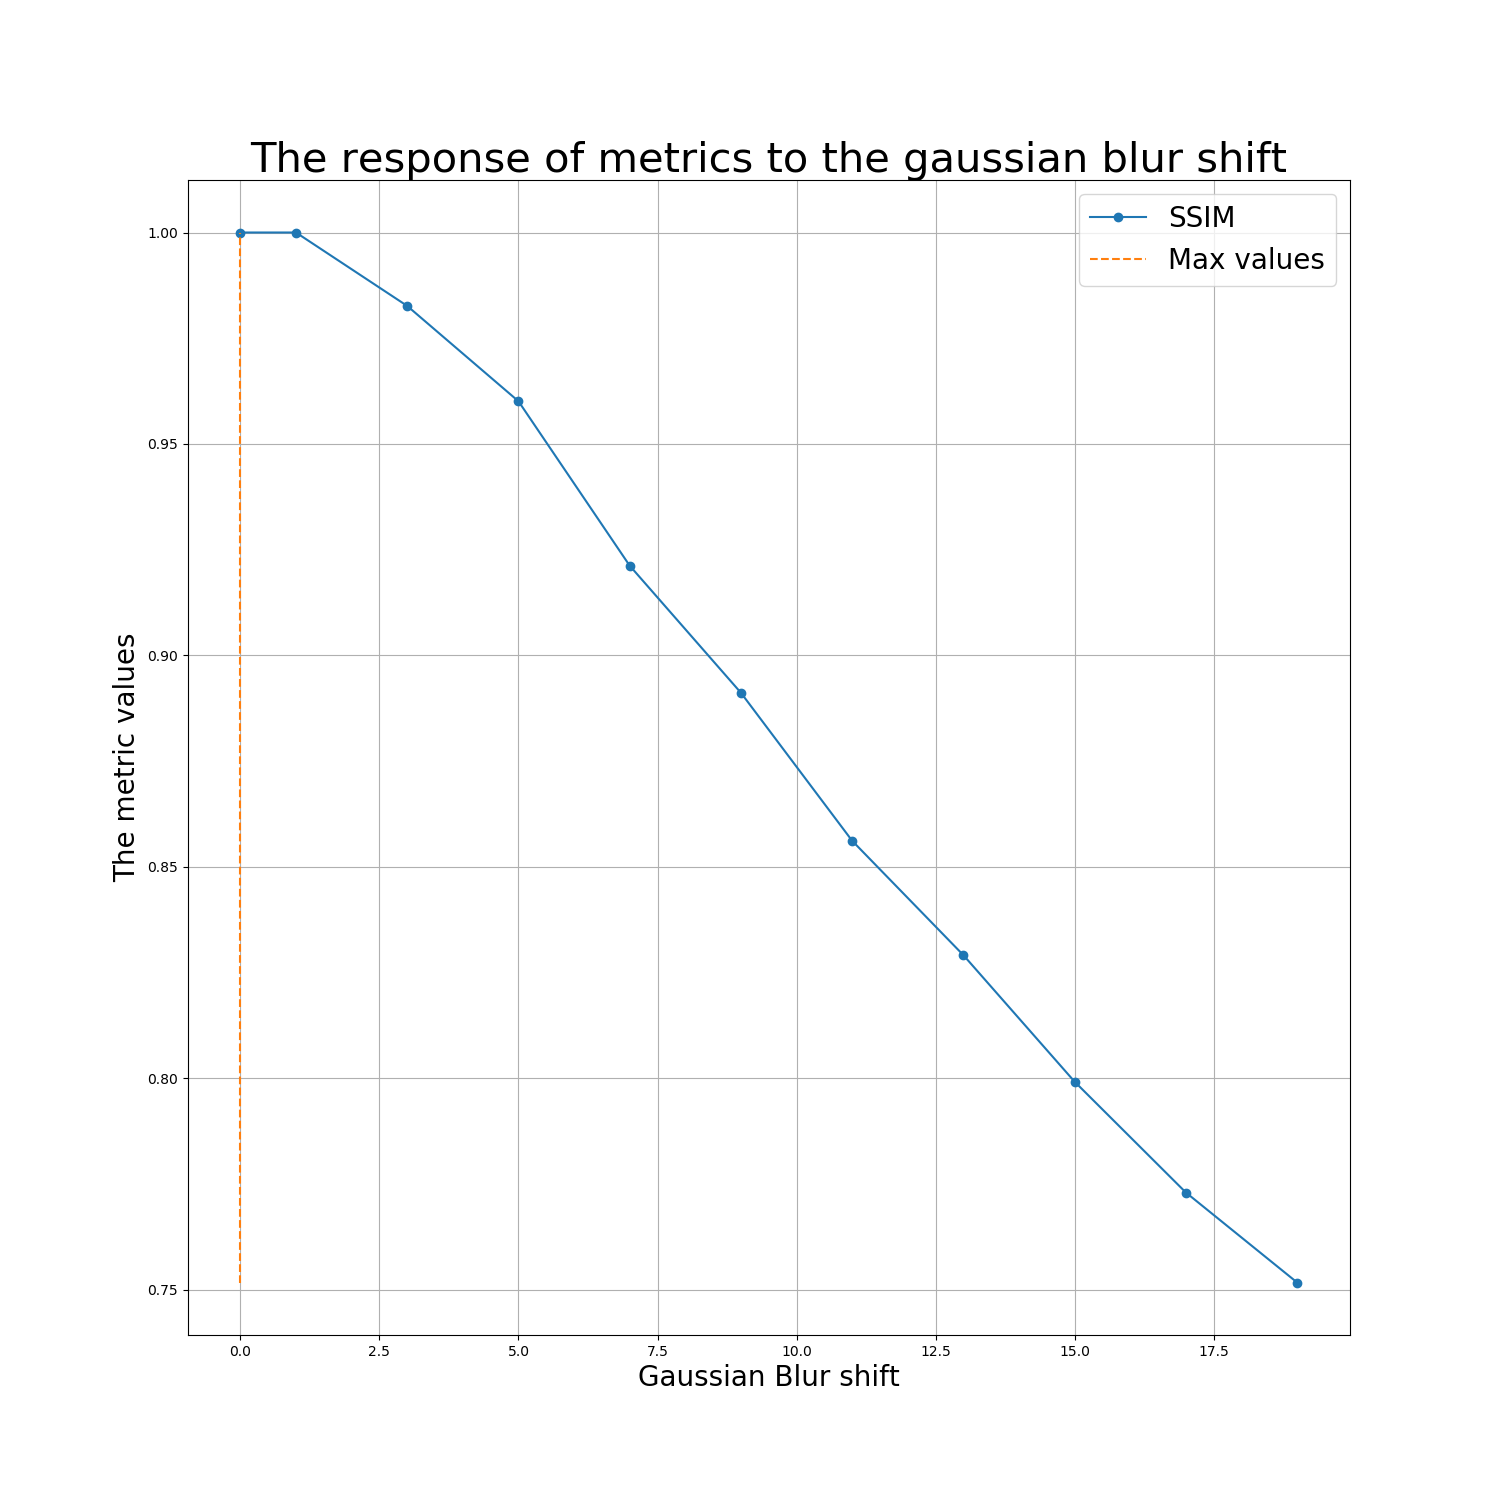 The response of metrics to the gaussian blur shift
SSIM
Max values
1.00
0.95
0.90
0.85
0.80
0.75
The metric values
0.0 2.5 5.0 7.5 10.0 12.5 15.0 17.5
Gaussian Blur shift